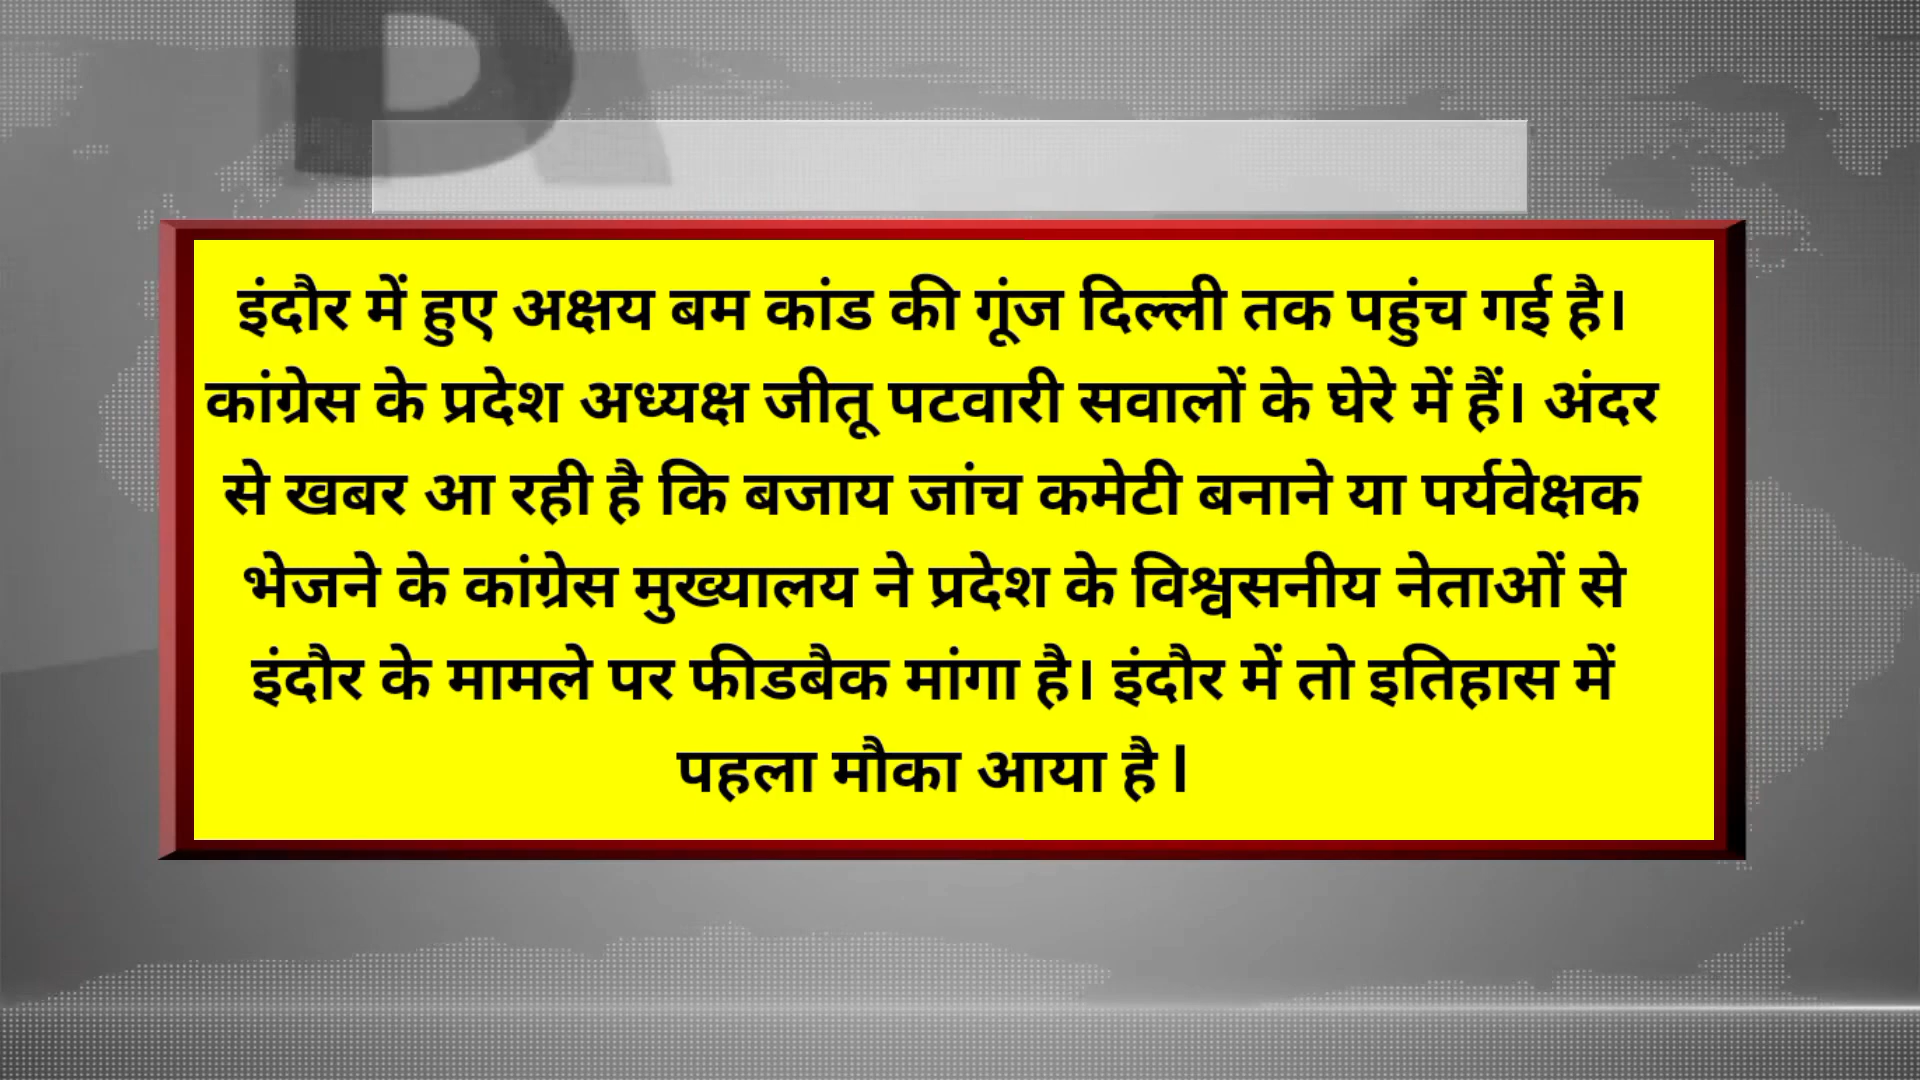 इंदौर में हुए अक्षय बम कांड की गूंज दिल्ली तक पहुंच गई है।
कांग्रेस के प्रदेश अध्यक्ष जीतू पटवारी सवालों के घेरे में हैं। अंदर
से खबर आ रही है कि बजाय जांच कमेटी बनाने या पर्यवेक्षक
भेजने के कांग्रेस मुख्यालय ने प्रदेश के विश्वसनीय नेताओं से
इंदौर के मामले पर फीडबैक मांगा है। इंदौर में तो इतिहास में
पहला मौका आया है l